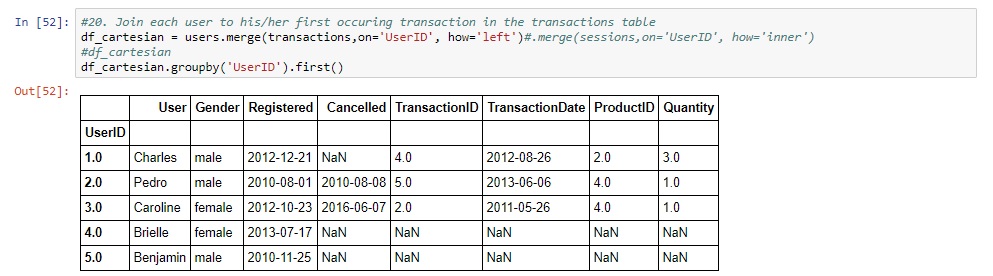 In [52]: #20. Join each user to his/her first occuring transaction in the transactions table
df_cartesian = users.merge(transactions,on='UserID', how='left')#.merge(sessions,on='UserID', how='inner')
#df_cartesian
df_cartesian.groupby('UserID').first()
Out[52]:
User Gender Registered Cancelled TransactionID TransactionDate ProductID Quantity
UserID
1.0 Charles male 2012-12-21 NaN 4.0 2012-08-26 2.0 3.0
2.0 Pedro male 2010-08-01 2010-08-08 5.0 2013-06-06 4.0 1.0
3.0 Caroline female 2012-10-23 2016-06-07 2.0 2011-05-26 4.0 1.0
4.0 Brielle female 2013-07-17 NaN NaN NaN NaN NaN
5.0 Benjamin male 2010-11-25 NaN NaN NaN NaN NaN